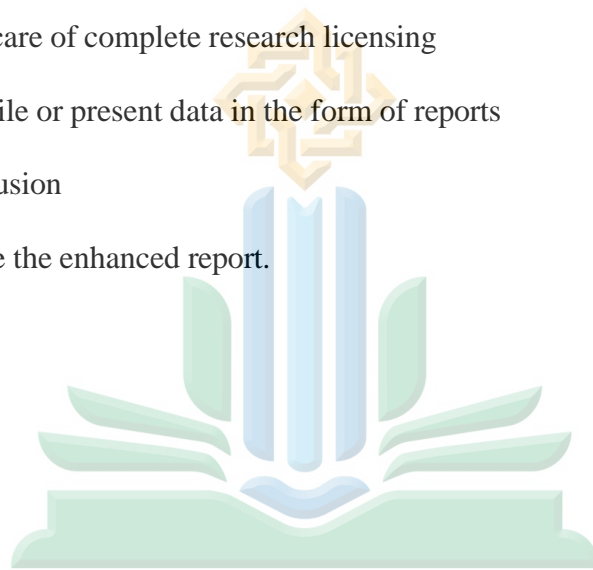 care of complete research licensing
ile or present data in the form of reports
usion
e the enhanced report.